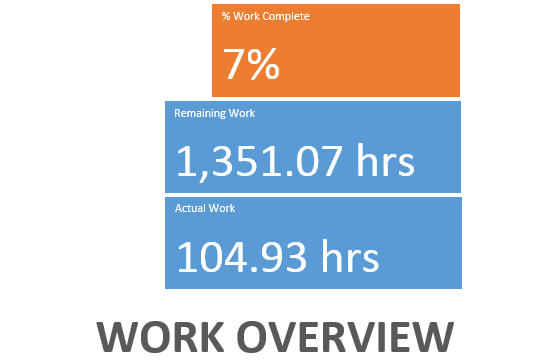 % Work Complete
7%
Remaining Work
1,351.07 hrs
Actual Work
104.93 hrs
WORK OVERVIEW